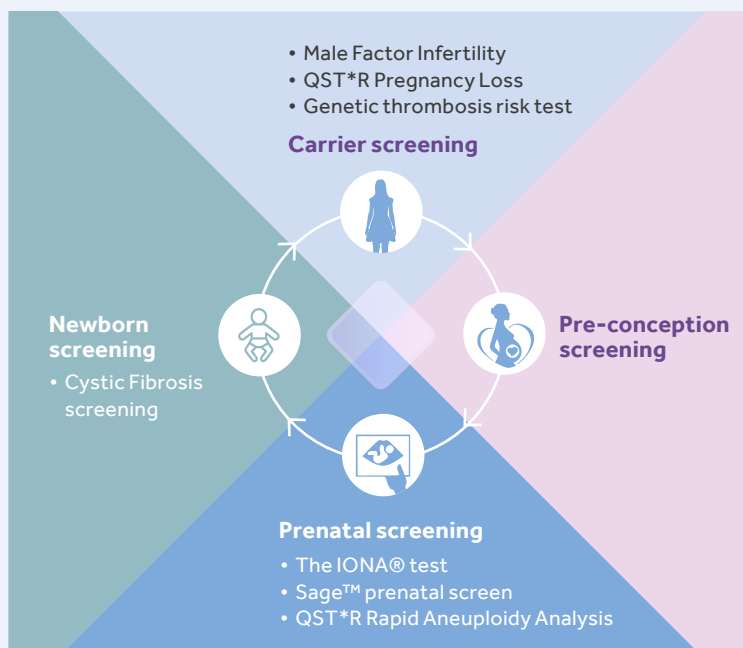 • Male Factor Infertility
• QST*R Pregnancy Loss
• Genetic thrombosis risk test
Carrier screening
Newborn
screening
• Cystic Fibrosis
screening
Pre-conception
screening
Prenatal screening
• The IONA® test
• Sage™ prenatal screen
• QST*R Rapid Aneuploidy Analysis